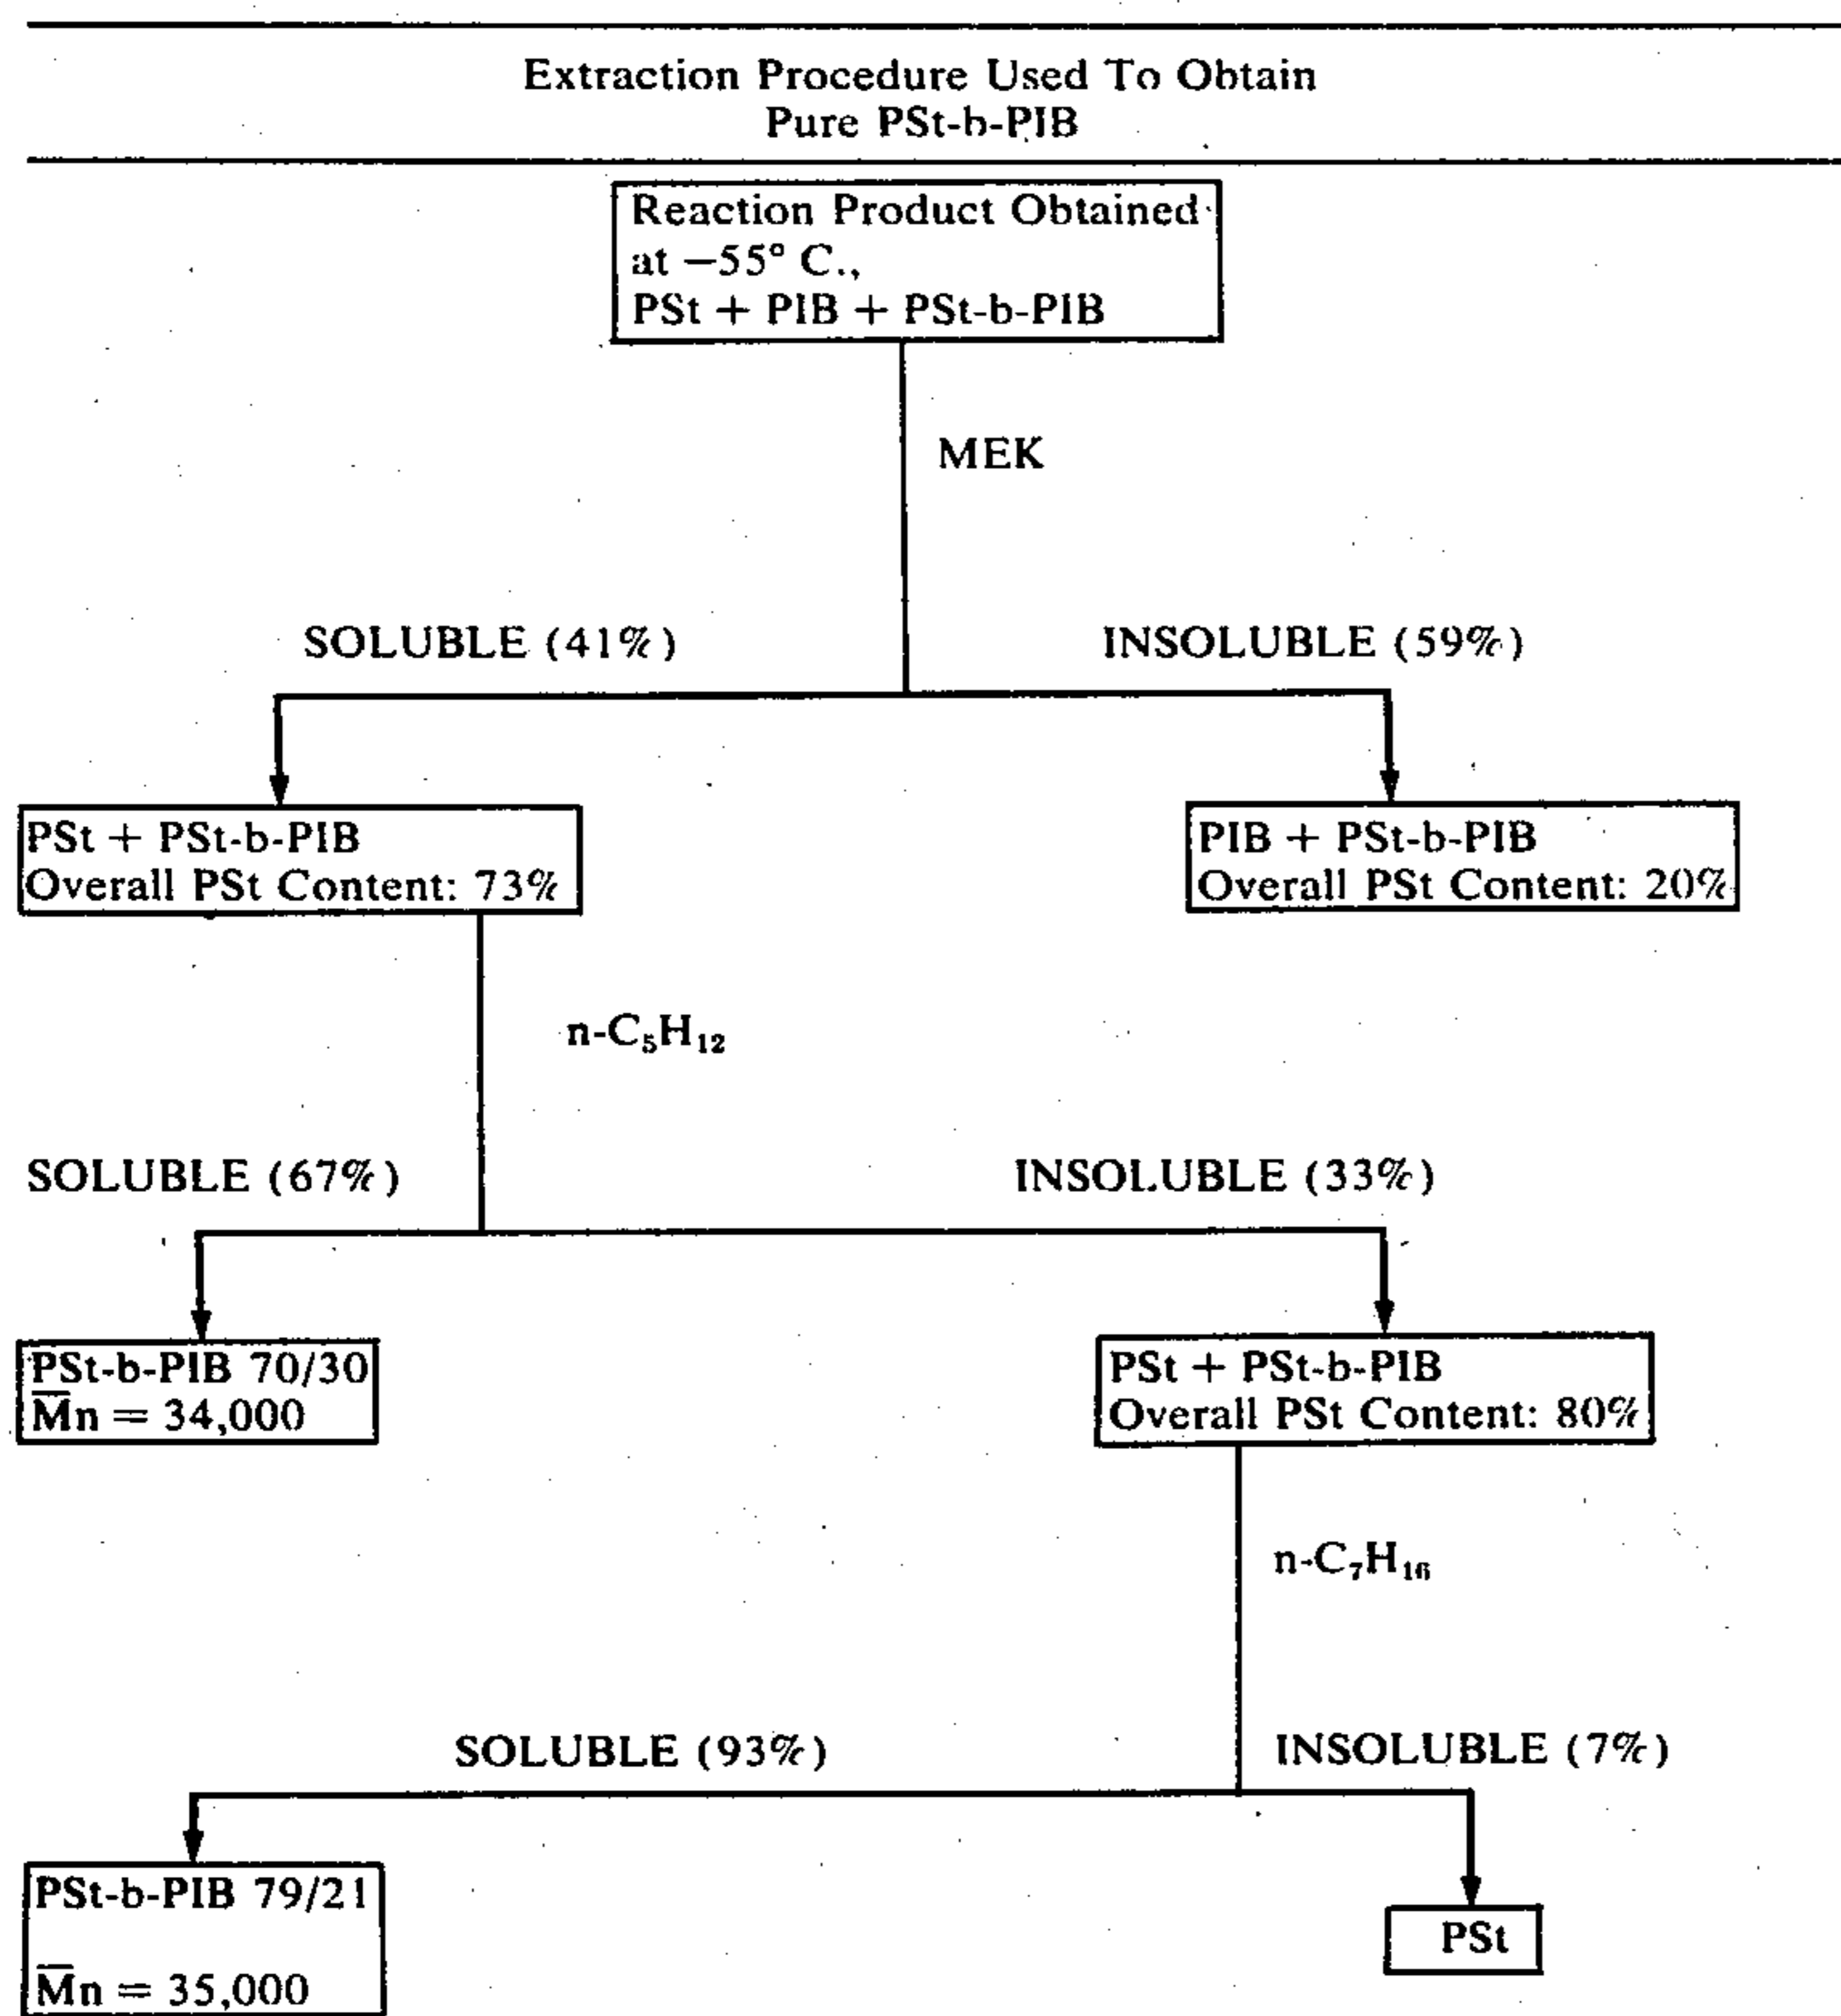 Extraction Procedure Used To Obtain
Pure PSt-b-PIB
Reaction Product Obtained
at −55° C.,
PSt + PIB + PSt-b-PIB
MEK
SOLUBLE (41%)
INSOLUBLE (59%)
PSt + PSt-b-PIB
Overall PSt Content: 73%
PIB + PSt-b-PIB
Overall PSt Content: 20%
n-C₅H₁₂
SOLUBLE (67%)
INSOLUBLE (33%)
PSt-b-PIB 70/30
M̅n = 34,000
PSt + PSt-b-PIB
Overall PSt Content: 80%
n-C₇H₁₆
SOLUBLE (93%)
INSOLUBLE (7%)
PSt-b-PIB 79/21
M̅n = 35,000
PSt